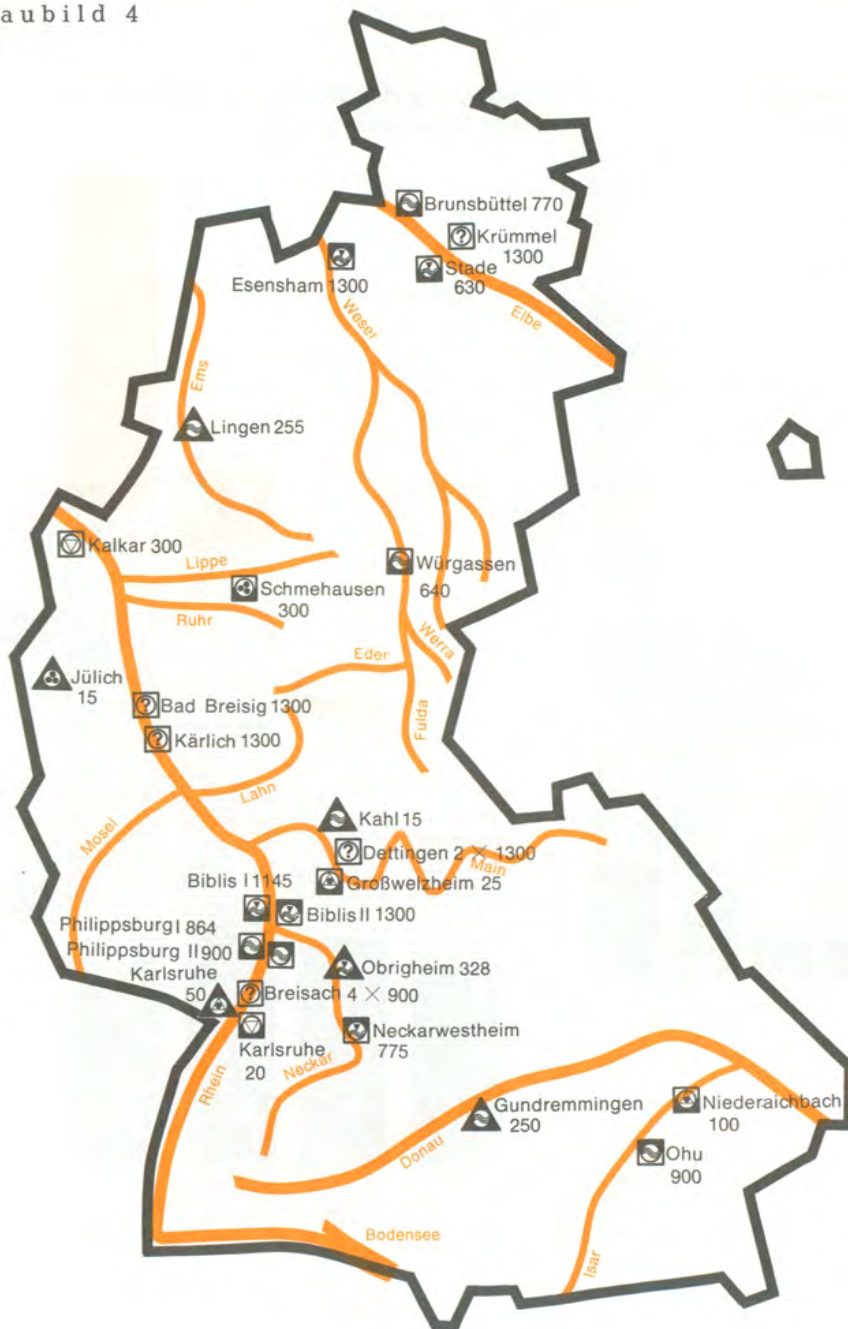 aubild 4
Brunsbüttel 770
? Krümmel
1300
Esensham 1300
Stade
630
Weser
Elbe
Ems
Lingen 255
Kalkar 300
Lippe
Würgassen
640
Schmehausen
300
Ruhr
Werra
Eder
Jülich
15
Fulda
? Bad Breisig 1300
? Kärlich 1300
Lahn
Mosel
Kahl 15
? Dettingen 2 × 1300
Main
Großwelzheim 25
Biblis I 1145
Biblis II 1300
Philippsburg I 864
Philippsburg II 900
Karlsruhe
50
Obrigheim 328
? Breisach 4 × 900
Karlsruhe
20
Neckarwestheim
775
Neckar
Rhein
Gundremmingen
250
Niederaichbach
100
Donau
Ohu
900
Bodensee
Isar